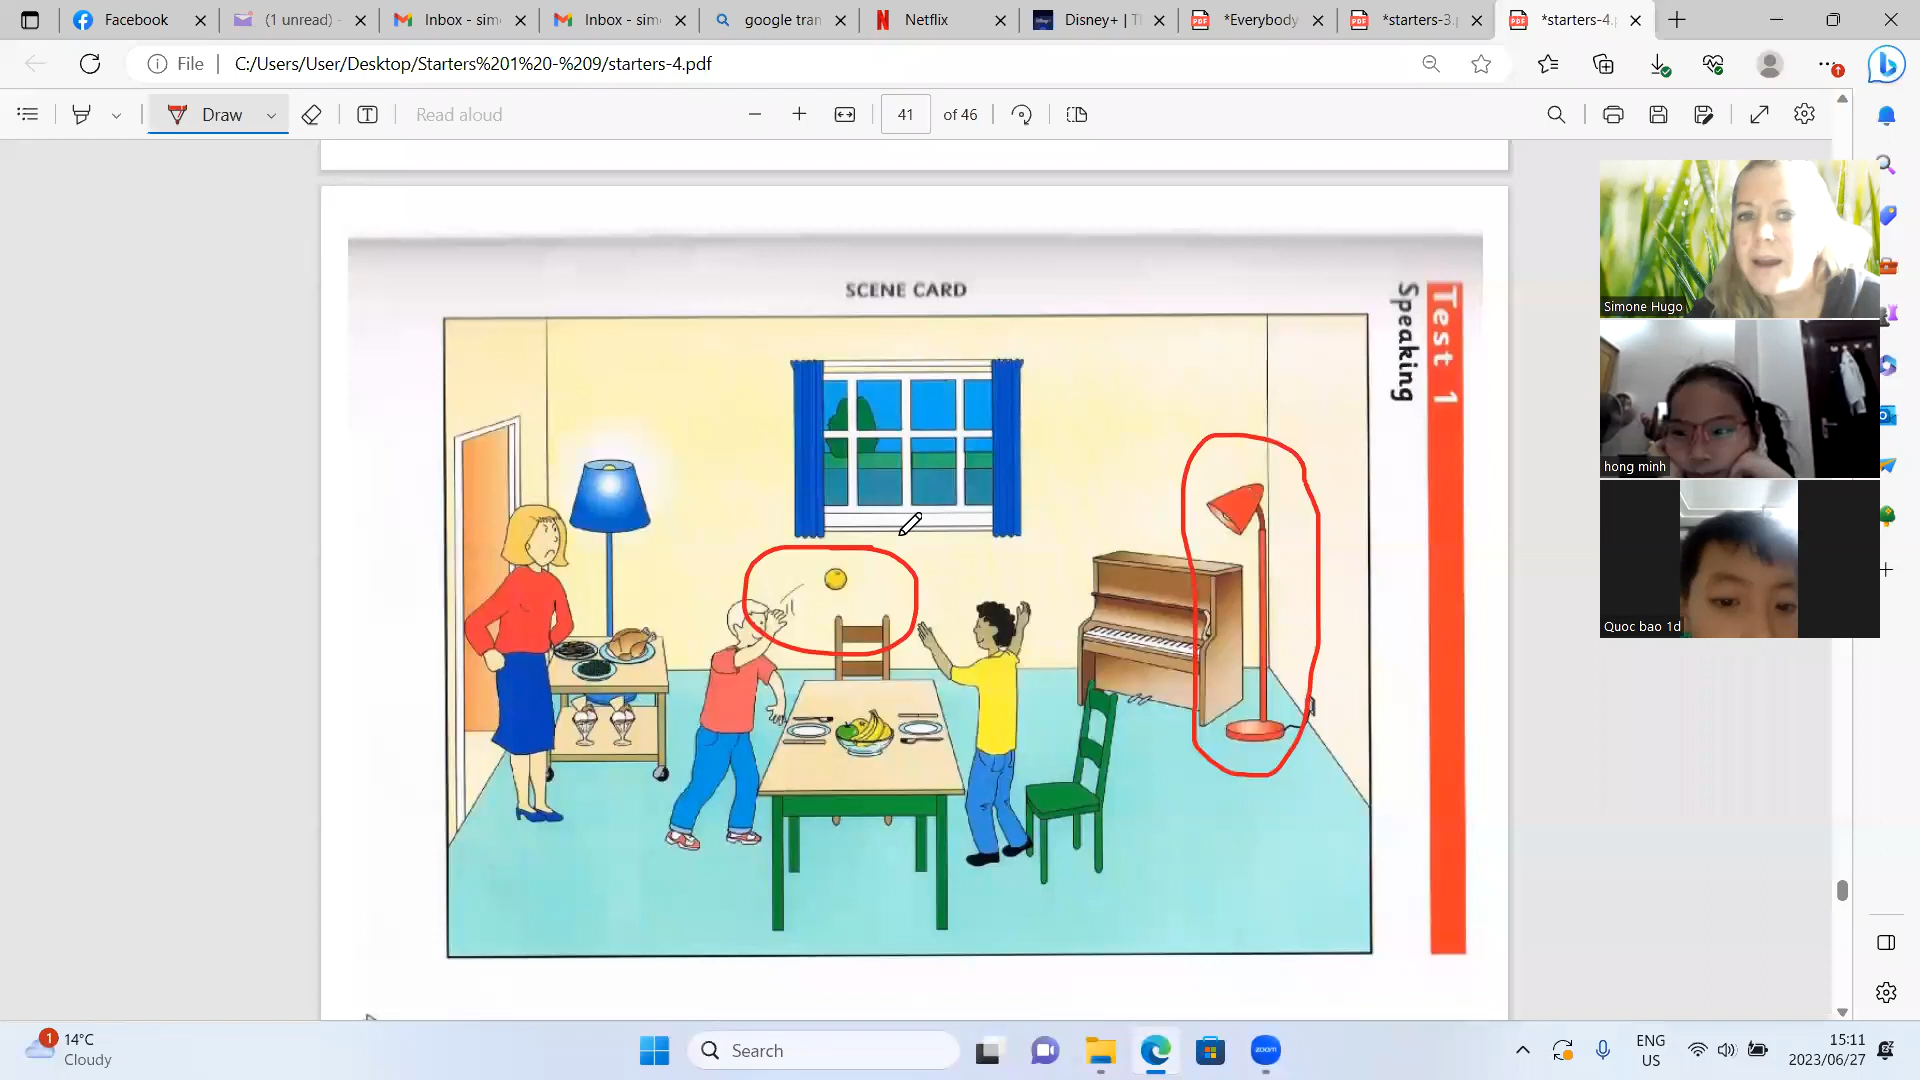 Facebook
(1 unread) -
Inbox - sim
Inbox - sim
google tran
Netflix
Disney+ | T
*Everybody
*starters-3.p
*starters-4.p
File
C:/Users/User/Desktop/Starters%201%20-%209/starters-4.pdf
Draw
Read aloud
41
of 46
SCENE CARD
Test 1
Speaking
Simone Hugo
hong minh
Quoc bao 1d
1
14°C
Cloudy
Search
zoom
ENG
US
15:11
2023/06/27